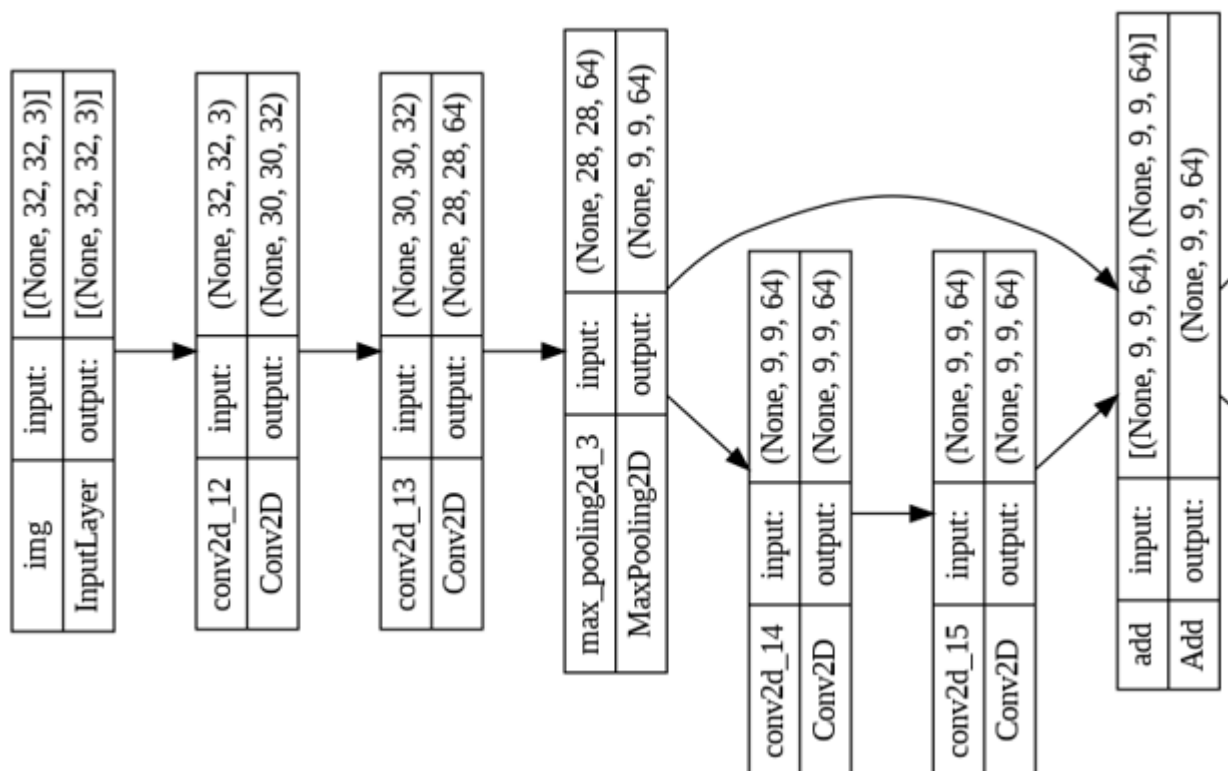 img input: [(None, 32, 32, 3)]
InputLayer output: [(None, 32, 32, 3)]
conv2d_12 input: (None, 32, 32, 3)
Conv2D output: (None, 30, 30, 32)
conv2d_13 input: (None, 30, 30, 32)
Conv2D output: (None, 28, 28, 64)
max_pooling2d_3 input: (None, 28, 28, 64)
MaxPooling2D output: (None, 9, 9, 64)
conv2d_14 input: (None, 9, 9, 64)
Conv2D output: (None, 9, 9, 64)
conv2d_15 input: (None, 9, 9, 64)
Conv2D output: (None, 9, 9, 64)
add input: [(None, 9, 9, 64), (None, 9, 9, 64)]
Add output: (None, 9, 9, 64)